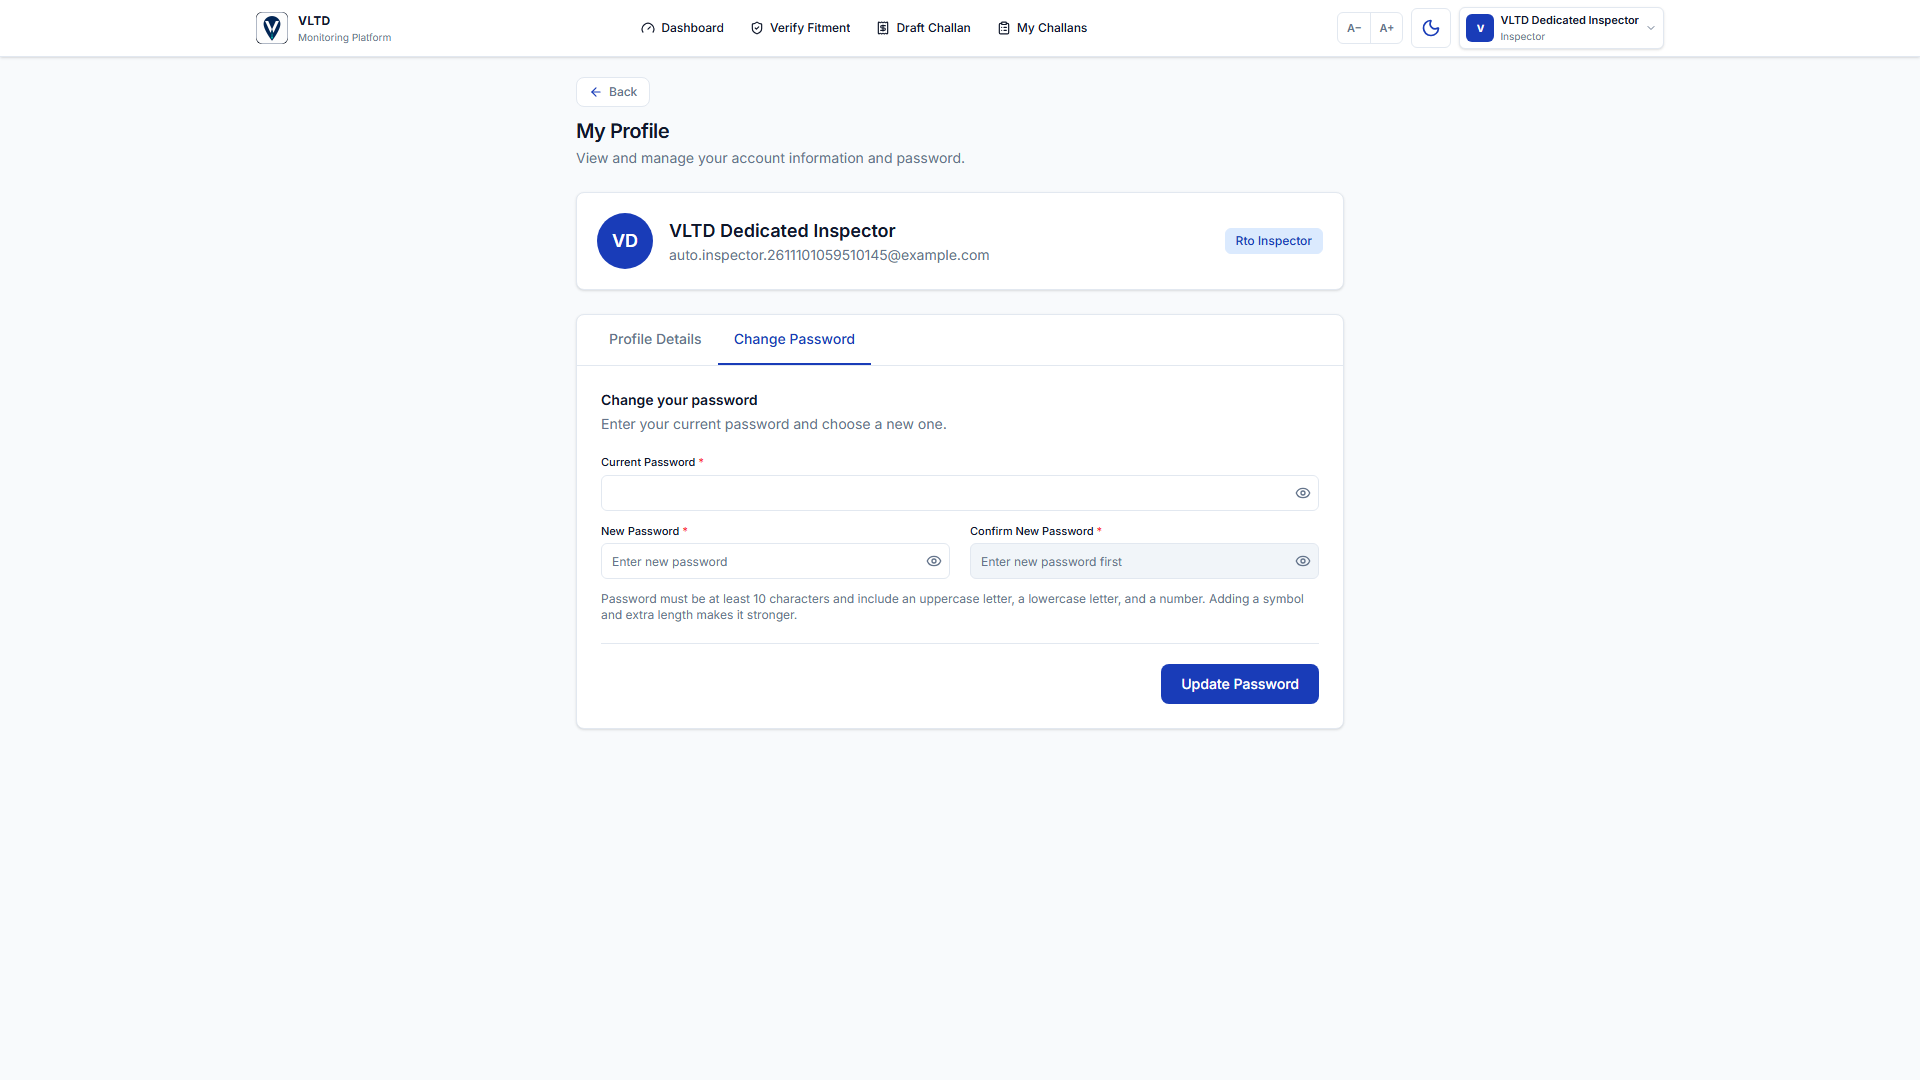 VLTD
Monitoring Platform
Dashboard
Verify Fitment
Draft Challan
My Challans
A−
A+
V
VLTD Dedicated Inspector
Inspector
Back
My Profile
View and manage your account information and password.
VD
VLTD Dedicated Inspector
auto.inspector.2611101059510145@example.com
Rto Inspector
Profile Details
Change Password
Change your password
Enter your current password and choose a new one.
Current Password *
New Password *
Confirm New Password *
Enter new password
Enter new password first
Password must be at least 10 characters and include an uppercase letter, a lowercase letter, and a number. Adding a symbol
and extra length makes it stronger.
Update Password